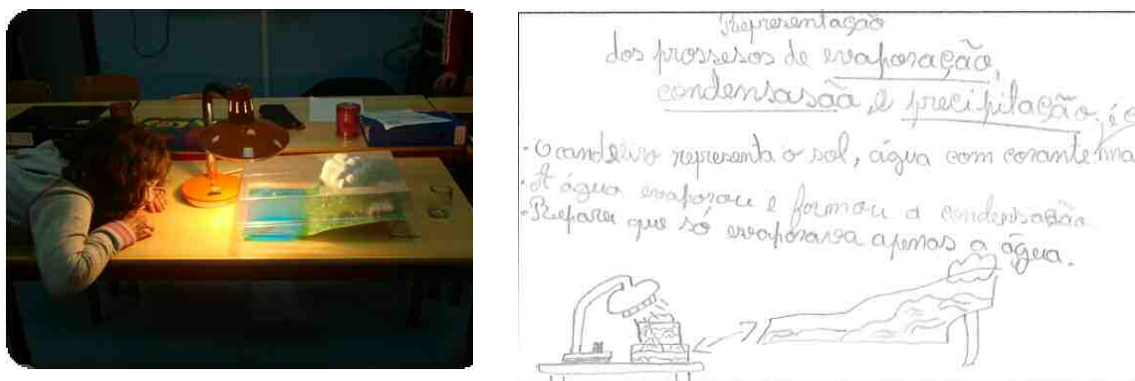 Representação
dos prossesos de evaporação,
condensasão, e precipitação.
• O candeeiro representa o sol, água com corante
• A água evaporou e formou a condensasão
• Reparei que só evaporava apenas a água.